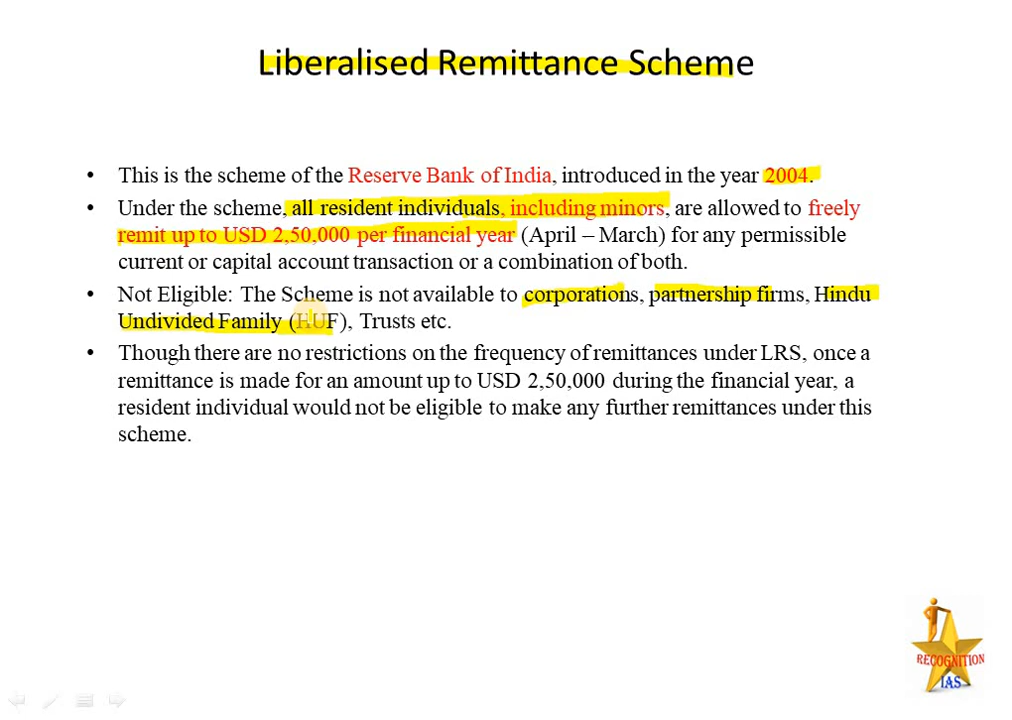 Liberalised Remittance Scheme
• This is the scheme of the Reserve Bank of India, introduced in the year 2004.
• Under the scheme, all resident individuals, including minors, are allowed to freely
remit up to USD 2,50,000 per financial year (April – March) for any permissible
current or capital account transaction or a combination of both.
• Not Eligible: The Scheme is not available to corporations, partnership firms, Hindu
Undivided Family (HUF), Trusts etc.
• Though there are no restrictions on the frequency of remittances under LRS, once a
remittance is made for an amount up to USD 2,50,000 during the financial year, a
resident individual would not be eligible to make any further remittances under this
scheme.
RECOGNITION
IAS